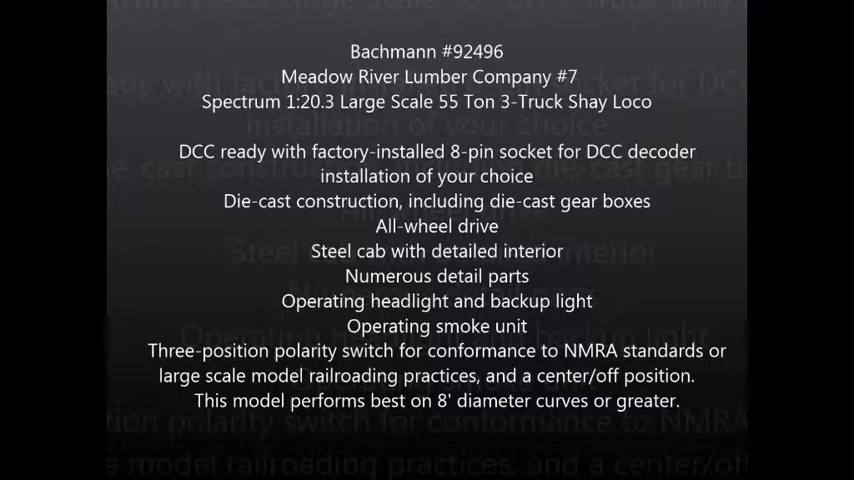 Bachmann #92496
Meadow River Lumber Company #7
Spectrum 1:20.3 Large Scale 55 Ton 3-Truck Shay Loco
DCC ready with factory-installed 8-pin socket for DCC decoder
installation of your choice
Die-cast construction, including die-cast gear boxes
All-wheel drive
Steel cab with detailed interior
Numerous detail parts
Operating headlight and backup light
Operating smoke unit
Three-position polarity switch for conformance to NMRA standards or
large scale model railroading practices, and a center/off position.
This model performs best on 8' diameter curves or greater.